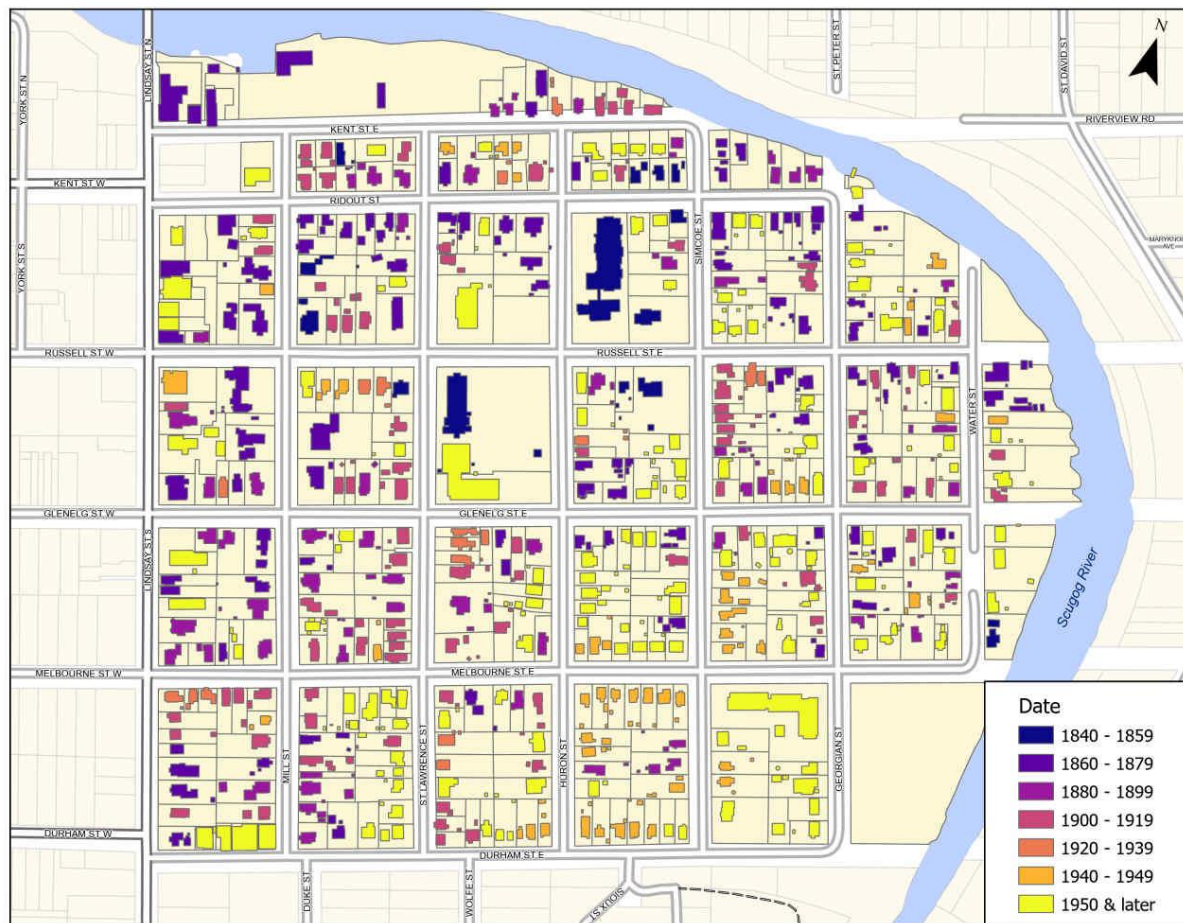 N
YORK ST N
LINDSAY ST N
ST PETER ST
ST DAVID ST
RIVERVIEW RD
KENT ST E
KENT ST W
RIDOUT ST
YORK ST S
SIMCOE ST
AVE
RUSSELL ST W
RUSSELL ST E
WATER ST
GLENELG ST W
GLENELG ST E
LINDSAY ST S
Scugog River
MELBOURNE ST W
MELBOURNE ST E
MILL ST
ST LAWRENCE ST
HURON ST
GEORGIAN ST
DURHAM ST W
DURHAM ST E
DUKE ST
WOLFE ST
SIOUX ST
Date
1840 - 1859
1860 - 1879
1880 - 1899
1900 - 1919
1920 - 1939
1940 - 1949
1950 & later